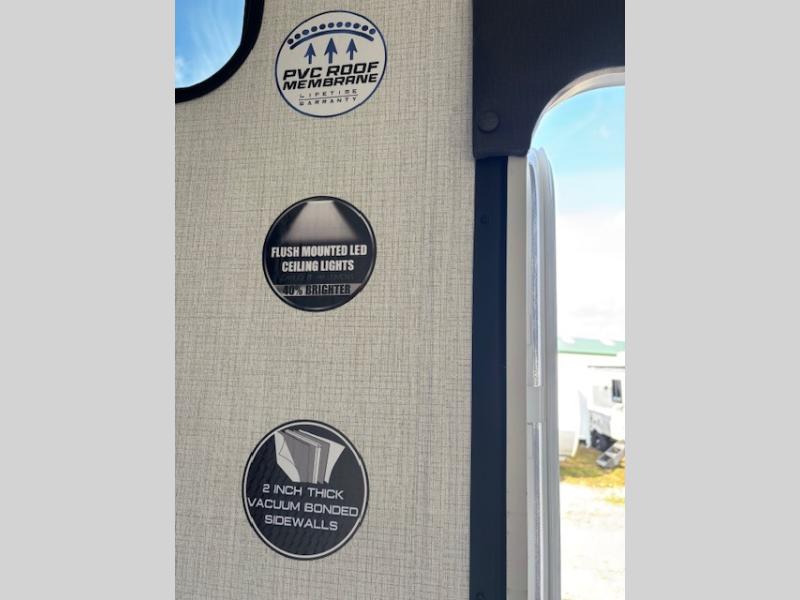 PVC ROOF
MEMBRANE
LIFETIME
WARRANTY
FLUSH MOUNTED LED
CEILING LIGHTS
40% BRIGHTER
2 INCH THICK
VACUUM BONDED
SIDEWALLS